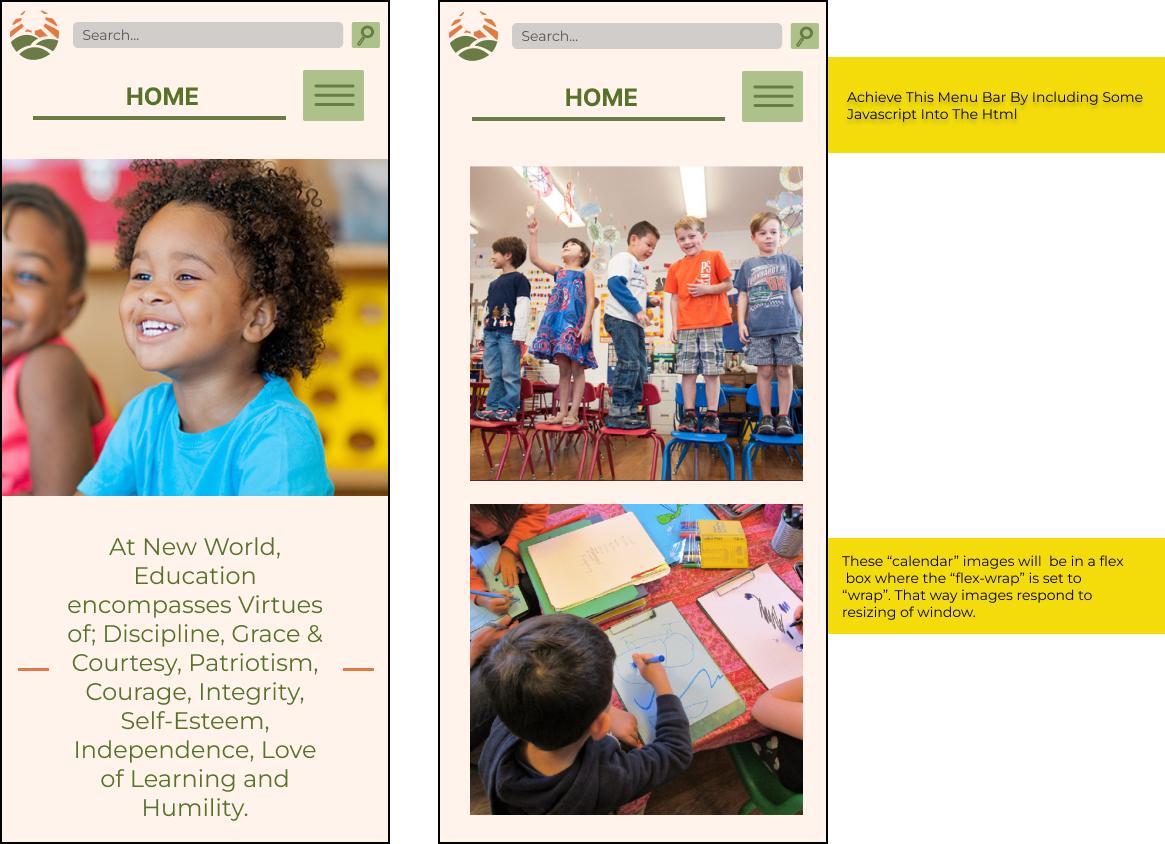 Search...
HOME
At New World,
Education
encompasses Virtues
of; Discipline, Grace &
Courtesy, Patriotism,
Courage, Integrity,
Self-Esteem,
Independence, Love
of Learning and
Humility.
Search...
HOME
Achieve This Menu Bar By Including Some
Javascript Into The Html
These “calendar” images will  be in a flex
box where the “flex-wrap” is set to
“wrap”. That way images respond to
resizing of window.